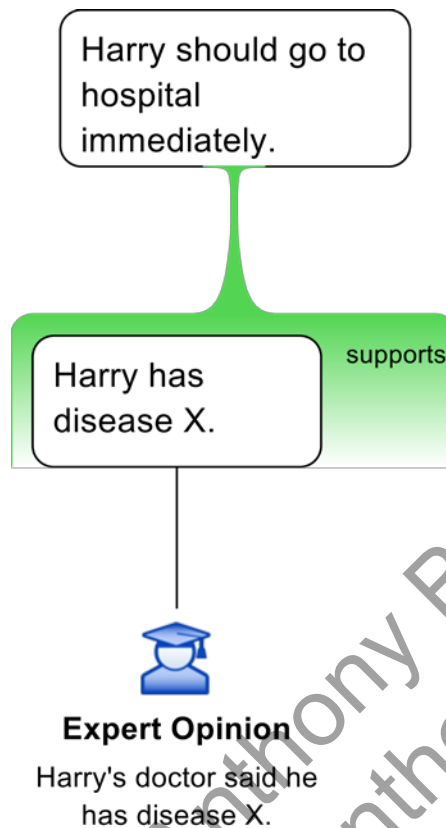 Harry should go to
hospital
immediately.
supports
Harry has
disease X.
Expert Opinion
Harry's doctor said he
has disease X.